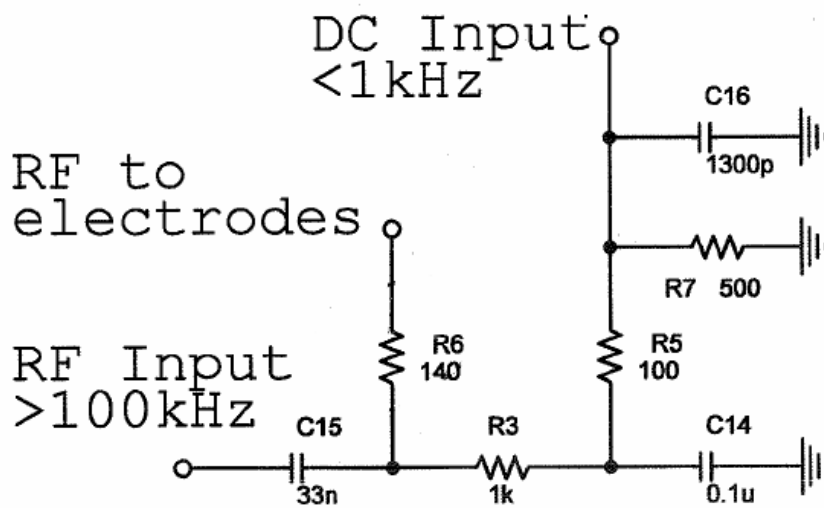 DC Input
<1kHz
C16
1300p
RF to
electrodes
R7 500
R6
140
R5
100
RF Input
>100kHz
C15
33n
R3
1k
C14
0.1u